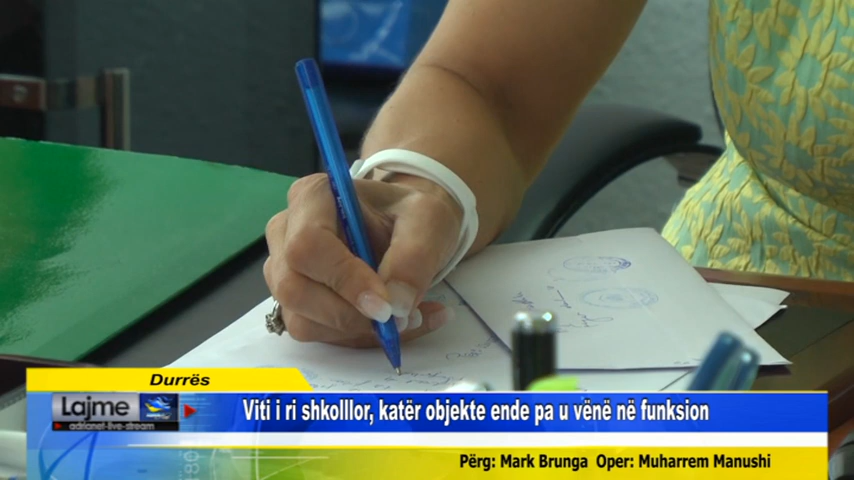 Durrës
Lajme
adrianet-live-stream
Viti i ri shkolllor, katër objekte ende pa u vënë në funksion
Përg: Mark Brunga Oper: Muharrem Manushi